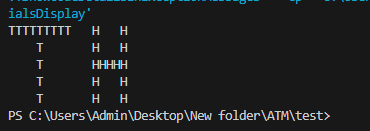 ialsDisplay'
TTTTTTTTT   H   H
    T       H   H
    T       HHHHH
    T       H   H
    T       H   H
PS C:\Users\Admin\Desktop\New folder\ATM\test>